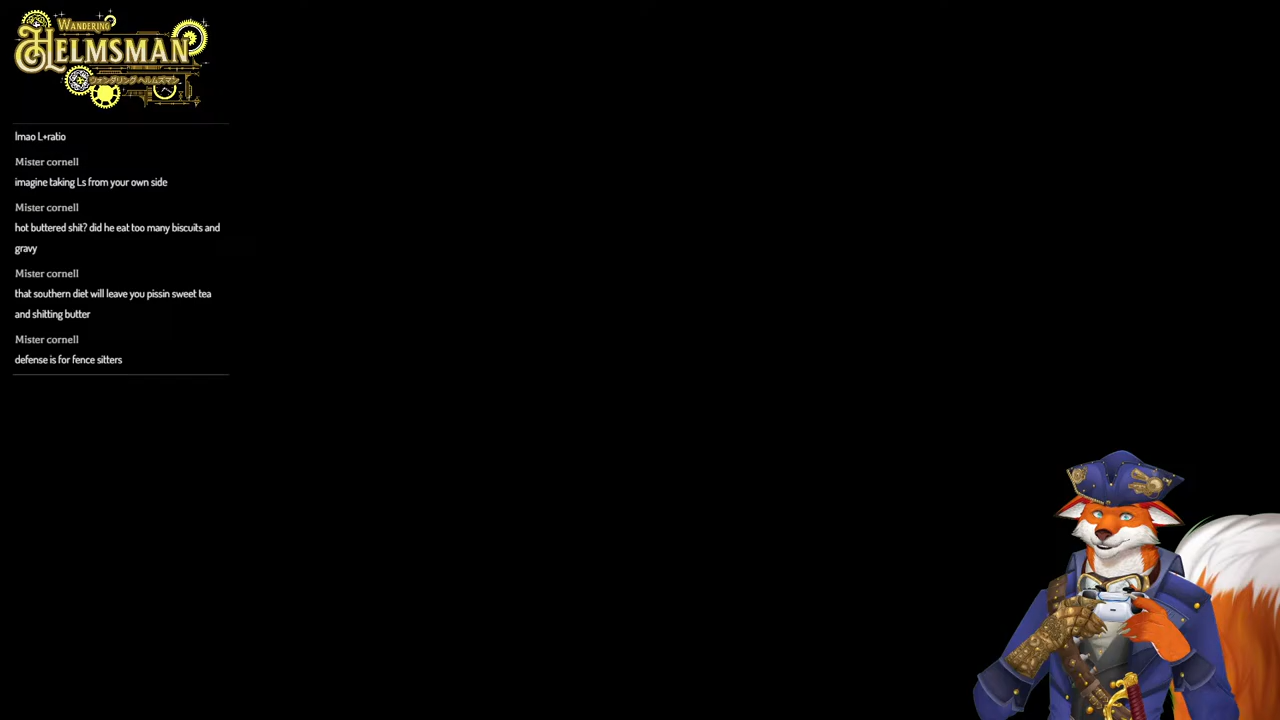 WANDERING
HELMSMAN
ワンダリング ヘルムズマン
lmao L+ratio
Mister cornell
imagine taking Ls from your own side
Mister cornell
hot buttered shit? did he eat too many biscuits and
gravy
Mister cornell
that southern diet will leave you pissin sweet tea
and shitting butter
Mister cornell
defense is for fence sitters